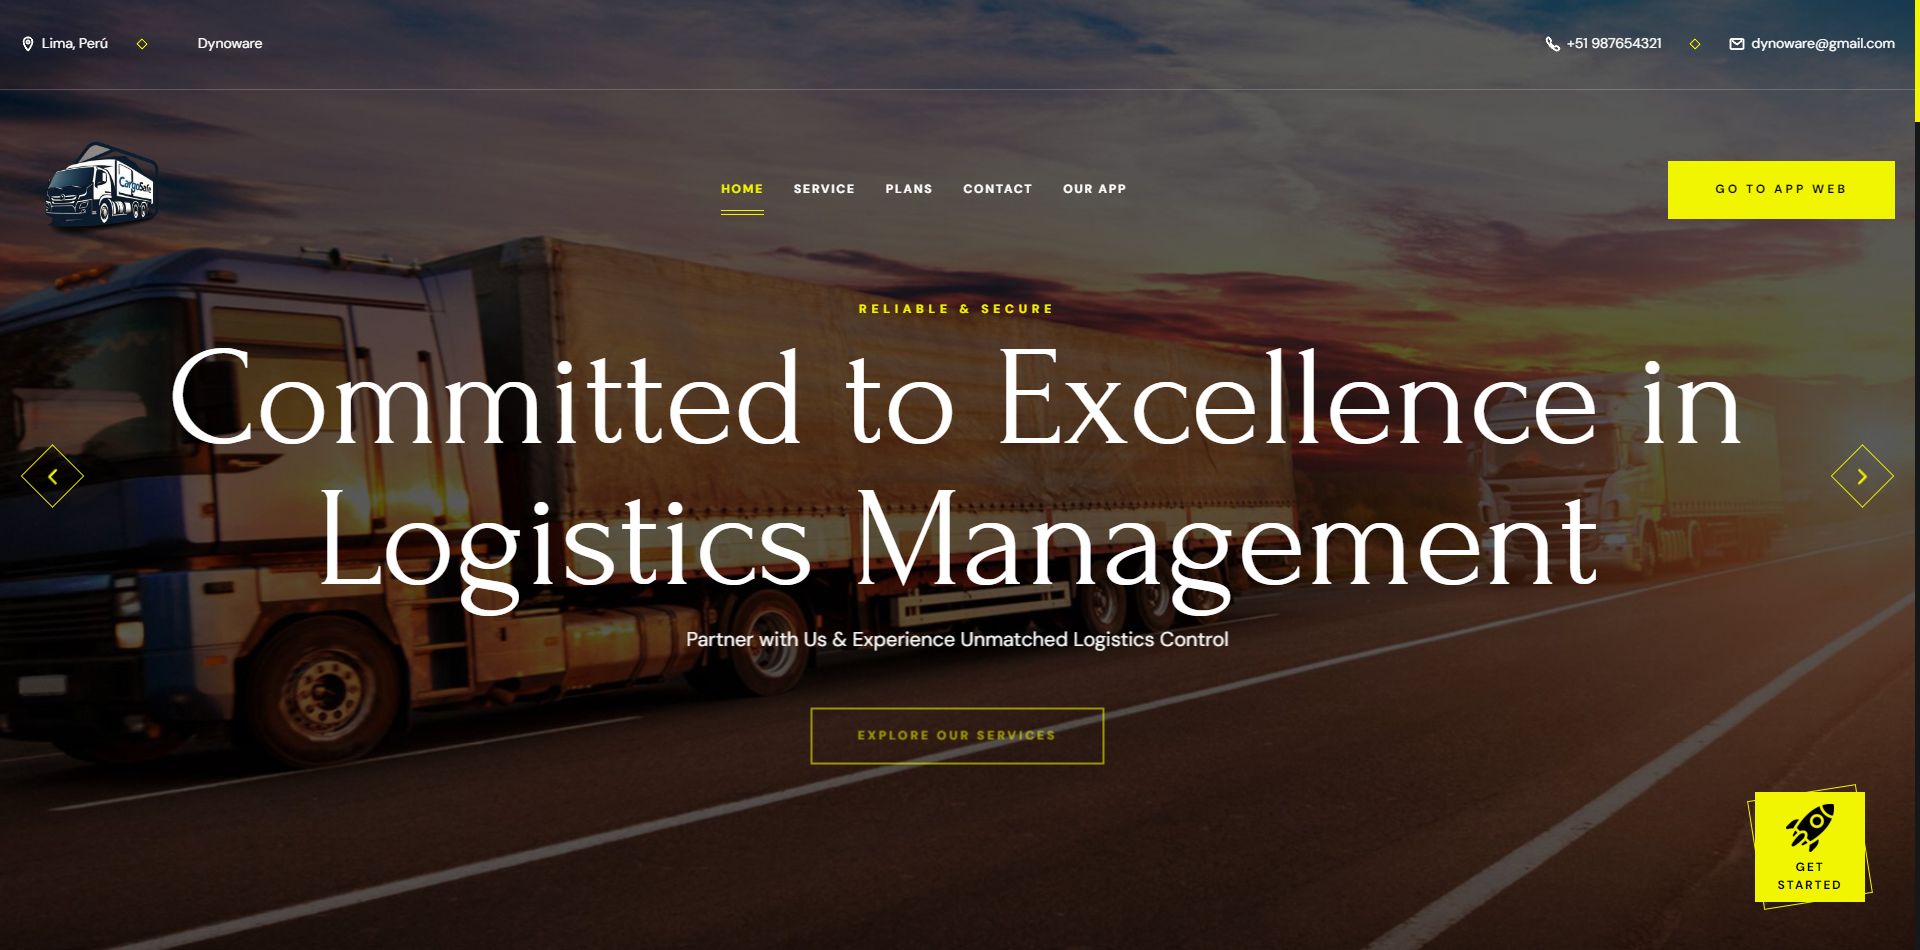 Lima, Perú
Dynoware
+51 987654321
dynoware@gmail.com
CargoSafe
HOME
SERVICE
PLANS
CONTACT
OUR APP
GO TO APP WEB
RELIABLE & SECURE
Committed to Excellence in
Logistics Management
Partner with Us & Experience Unmatched Logistics Control
EXPLORE OUR SERVICES
GET
STARTED